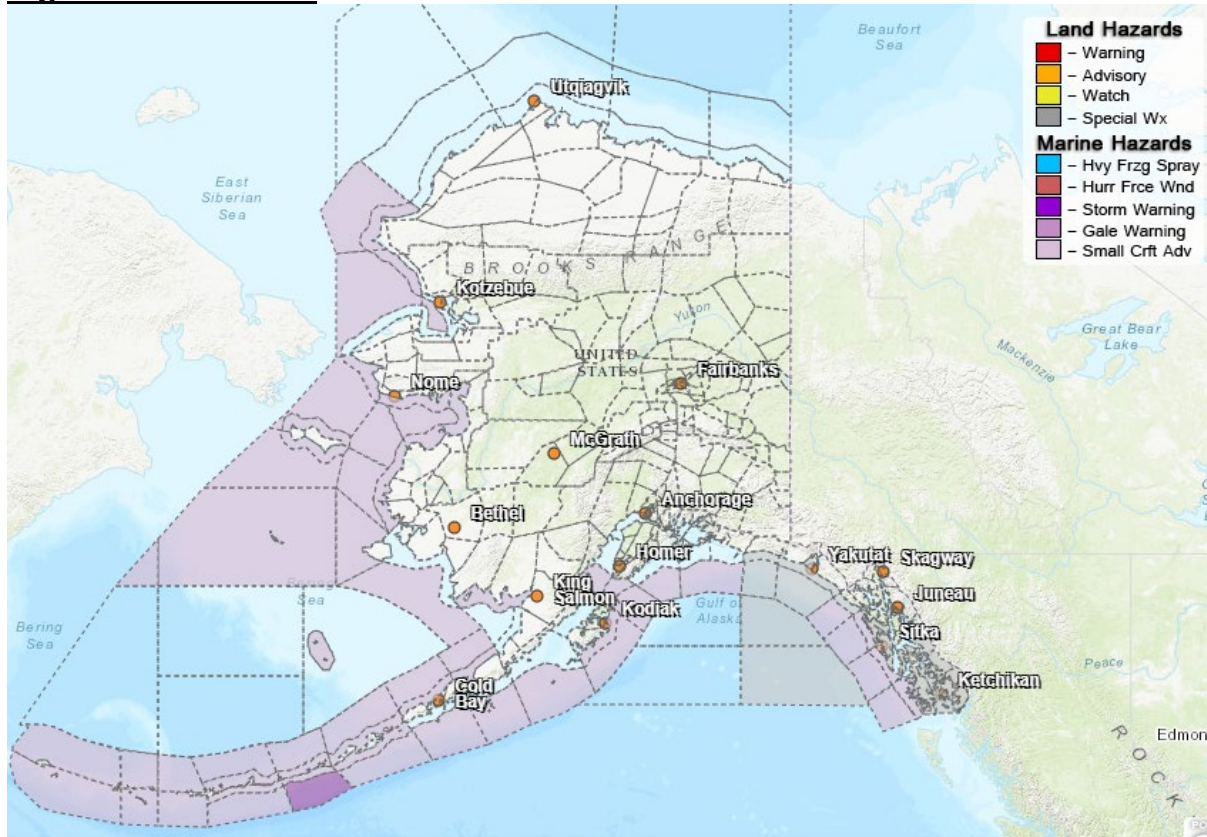 Beaufort
Sea
Land Hazards
– Warning
– Advisory
– Watch
– Special Wx
Marine Hazards
– Hvy Frzg Spray
– Hurr Frce Wnd
– Storm Warning
– Gale Warning
– Small Crft Adv
Utqiagvik
East
Siberian
Sea
BROOKS RANGE
Kotzebue
Yukon
Great Bear
Lake
Mackenzie
UNITED
STATES
Fairbanks
Nome
McGrath
Anchorage
Bethel
Homer
Yakutat
Skagway
King
Salmon
Bering
Sea
Kodiak
Gulf of
Alaska
Juneau
Sitka
Bering
Sea
Peace
Ketchikan
Cold
Bay
Edmon
ROCK